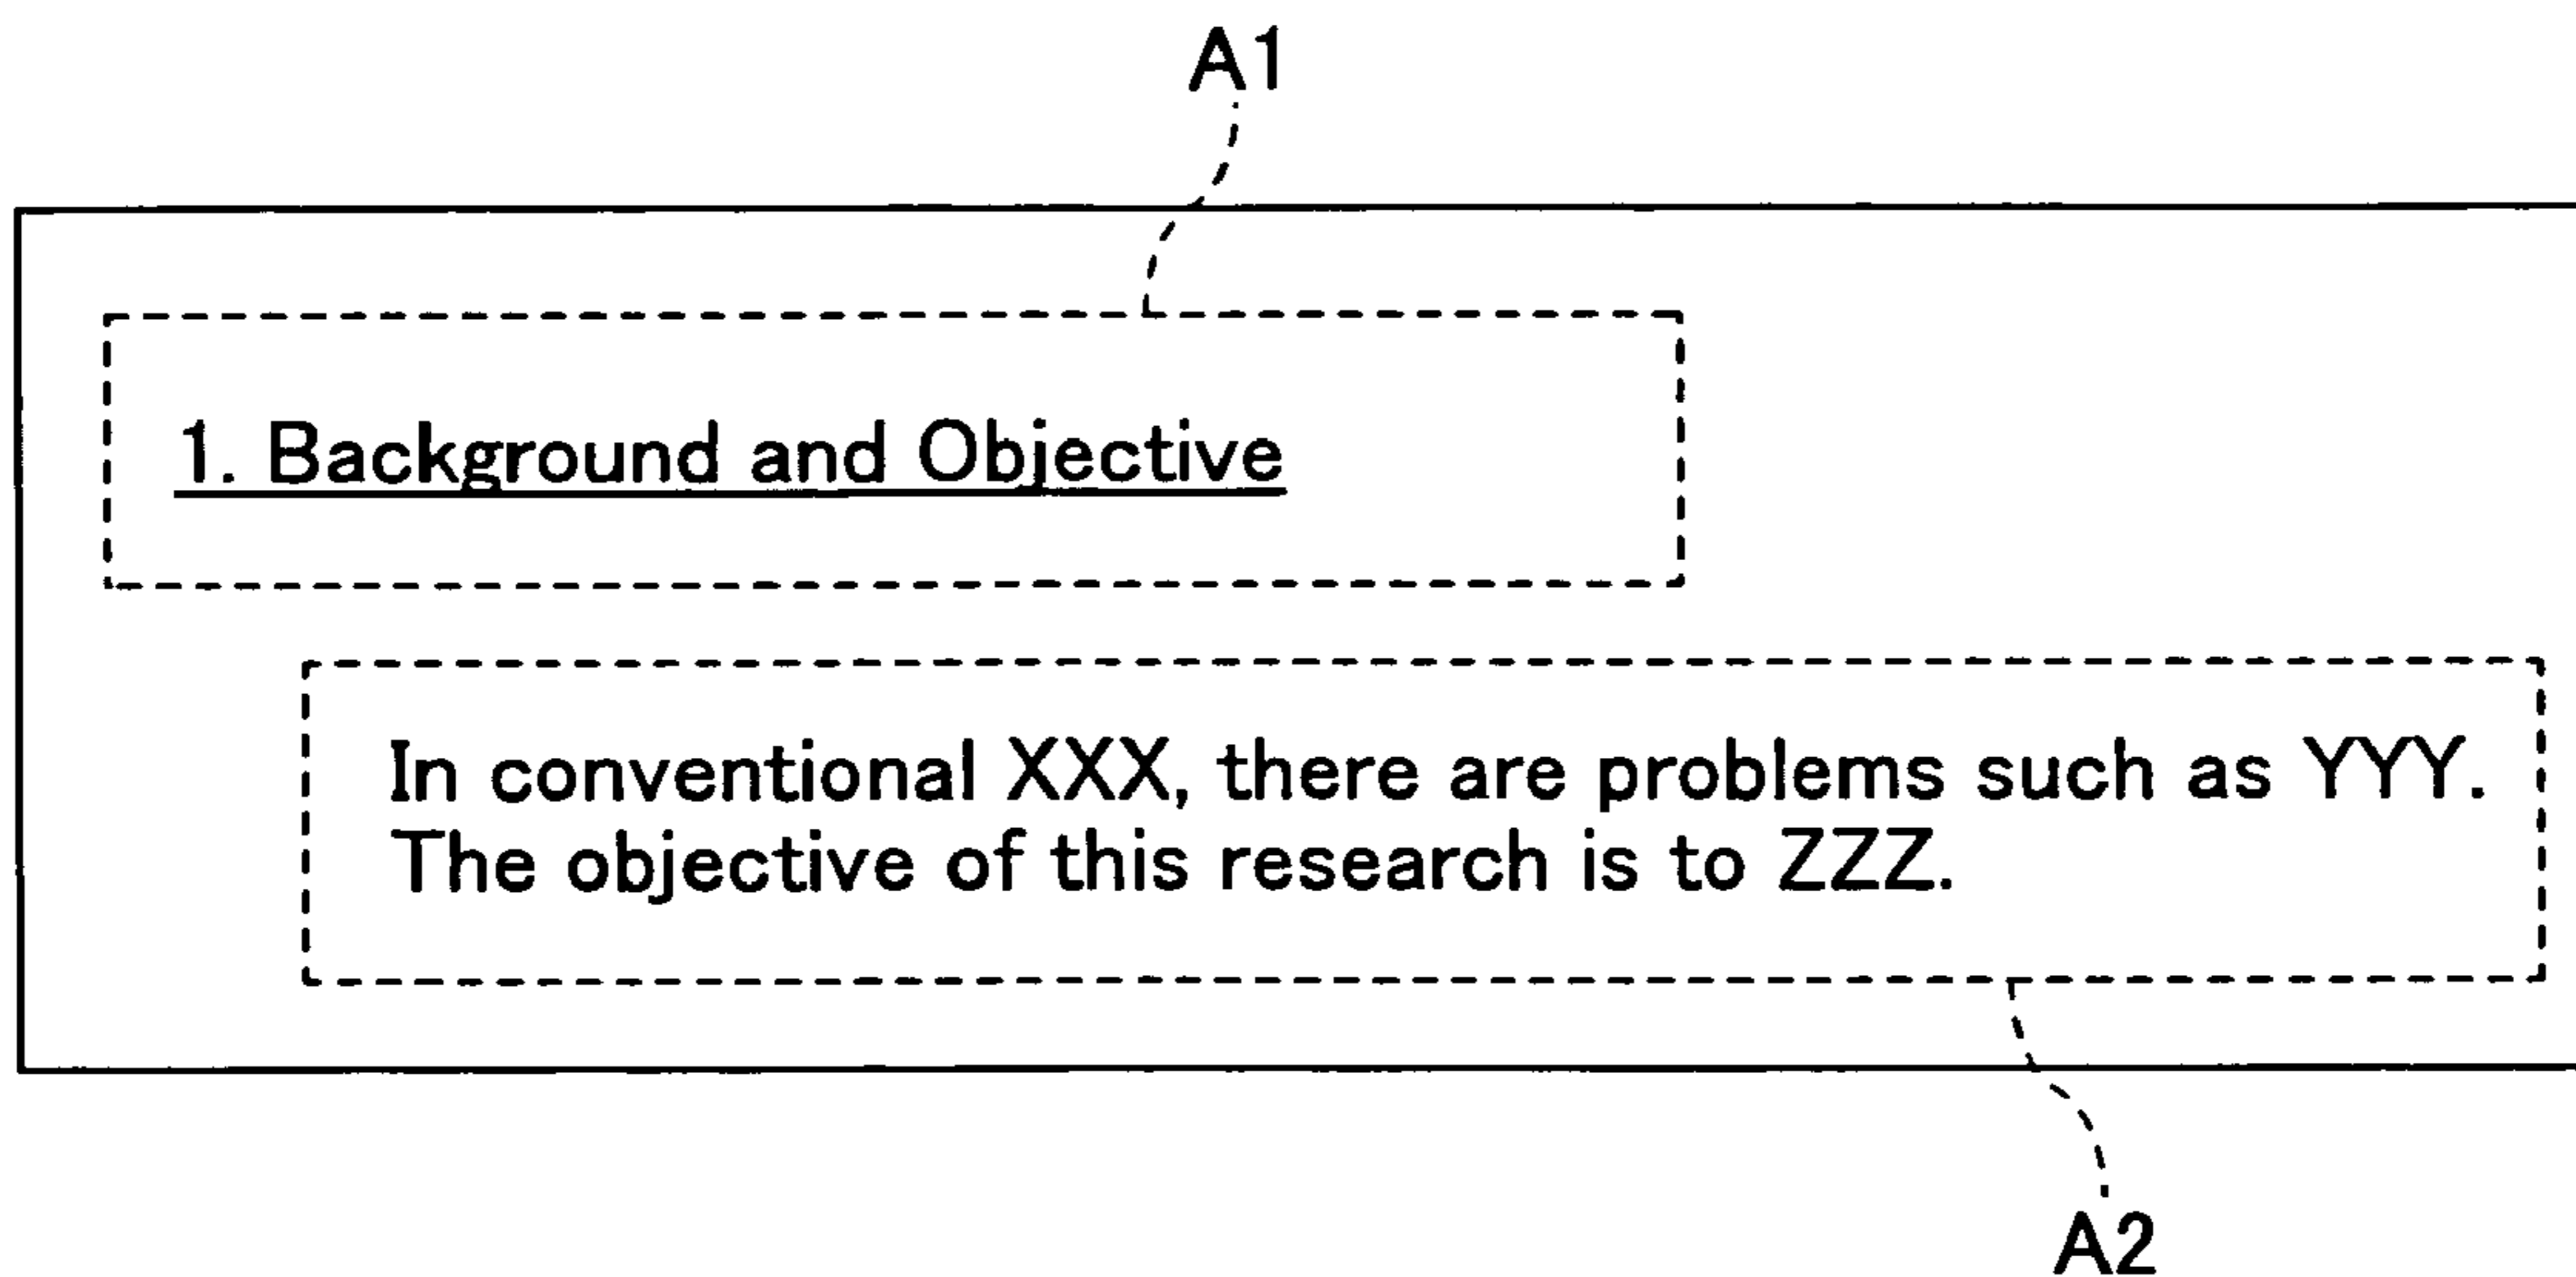 A1
1. Background and Objective
In conventional XXX, there are problems such as YYY.
The objective of this research is to ZZZ.
A2